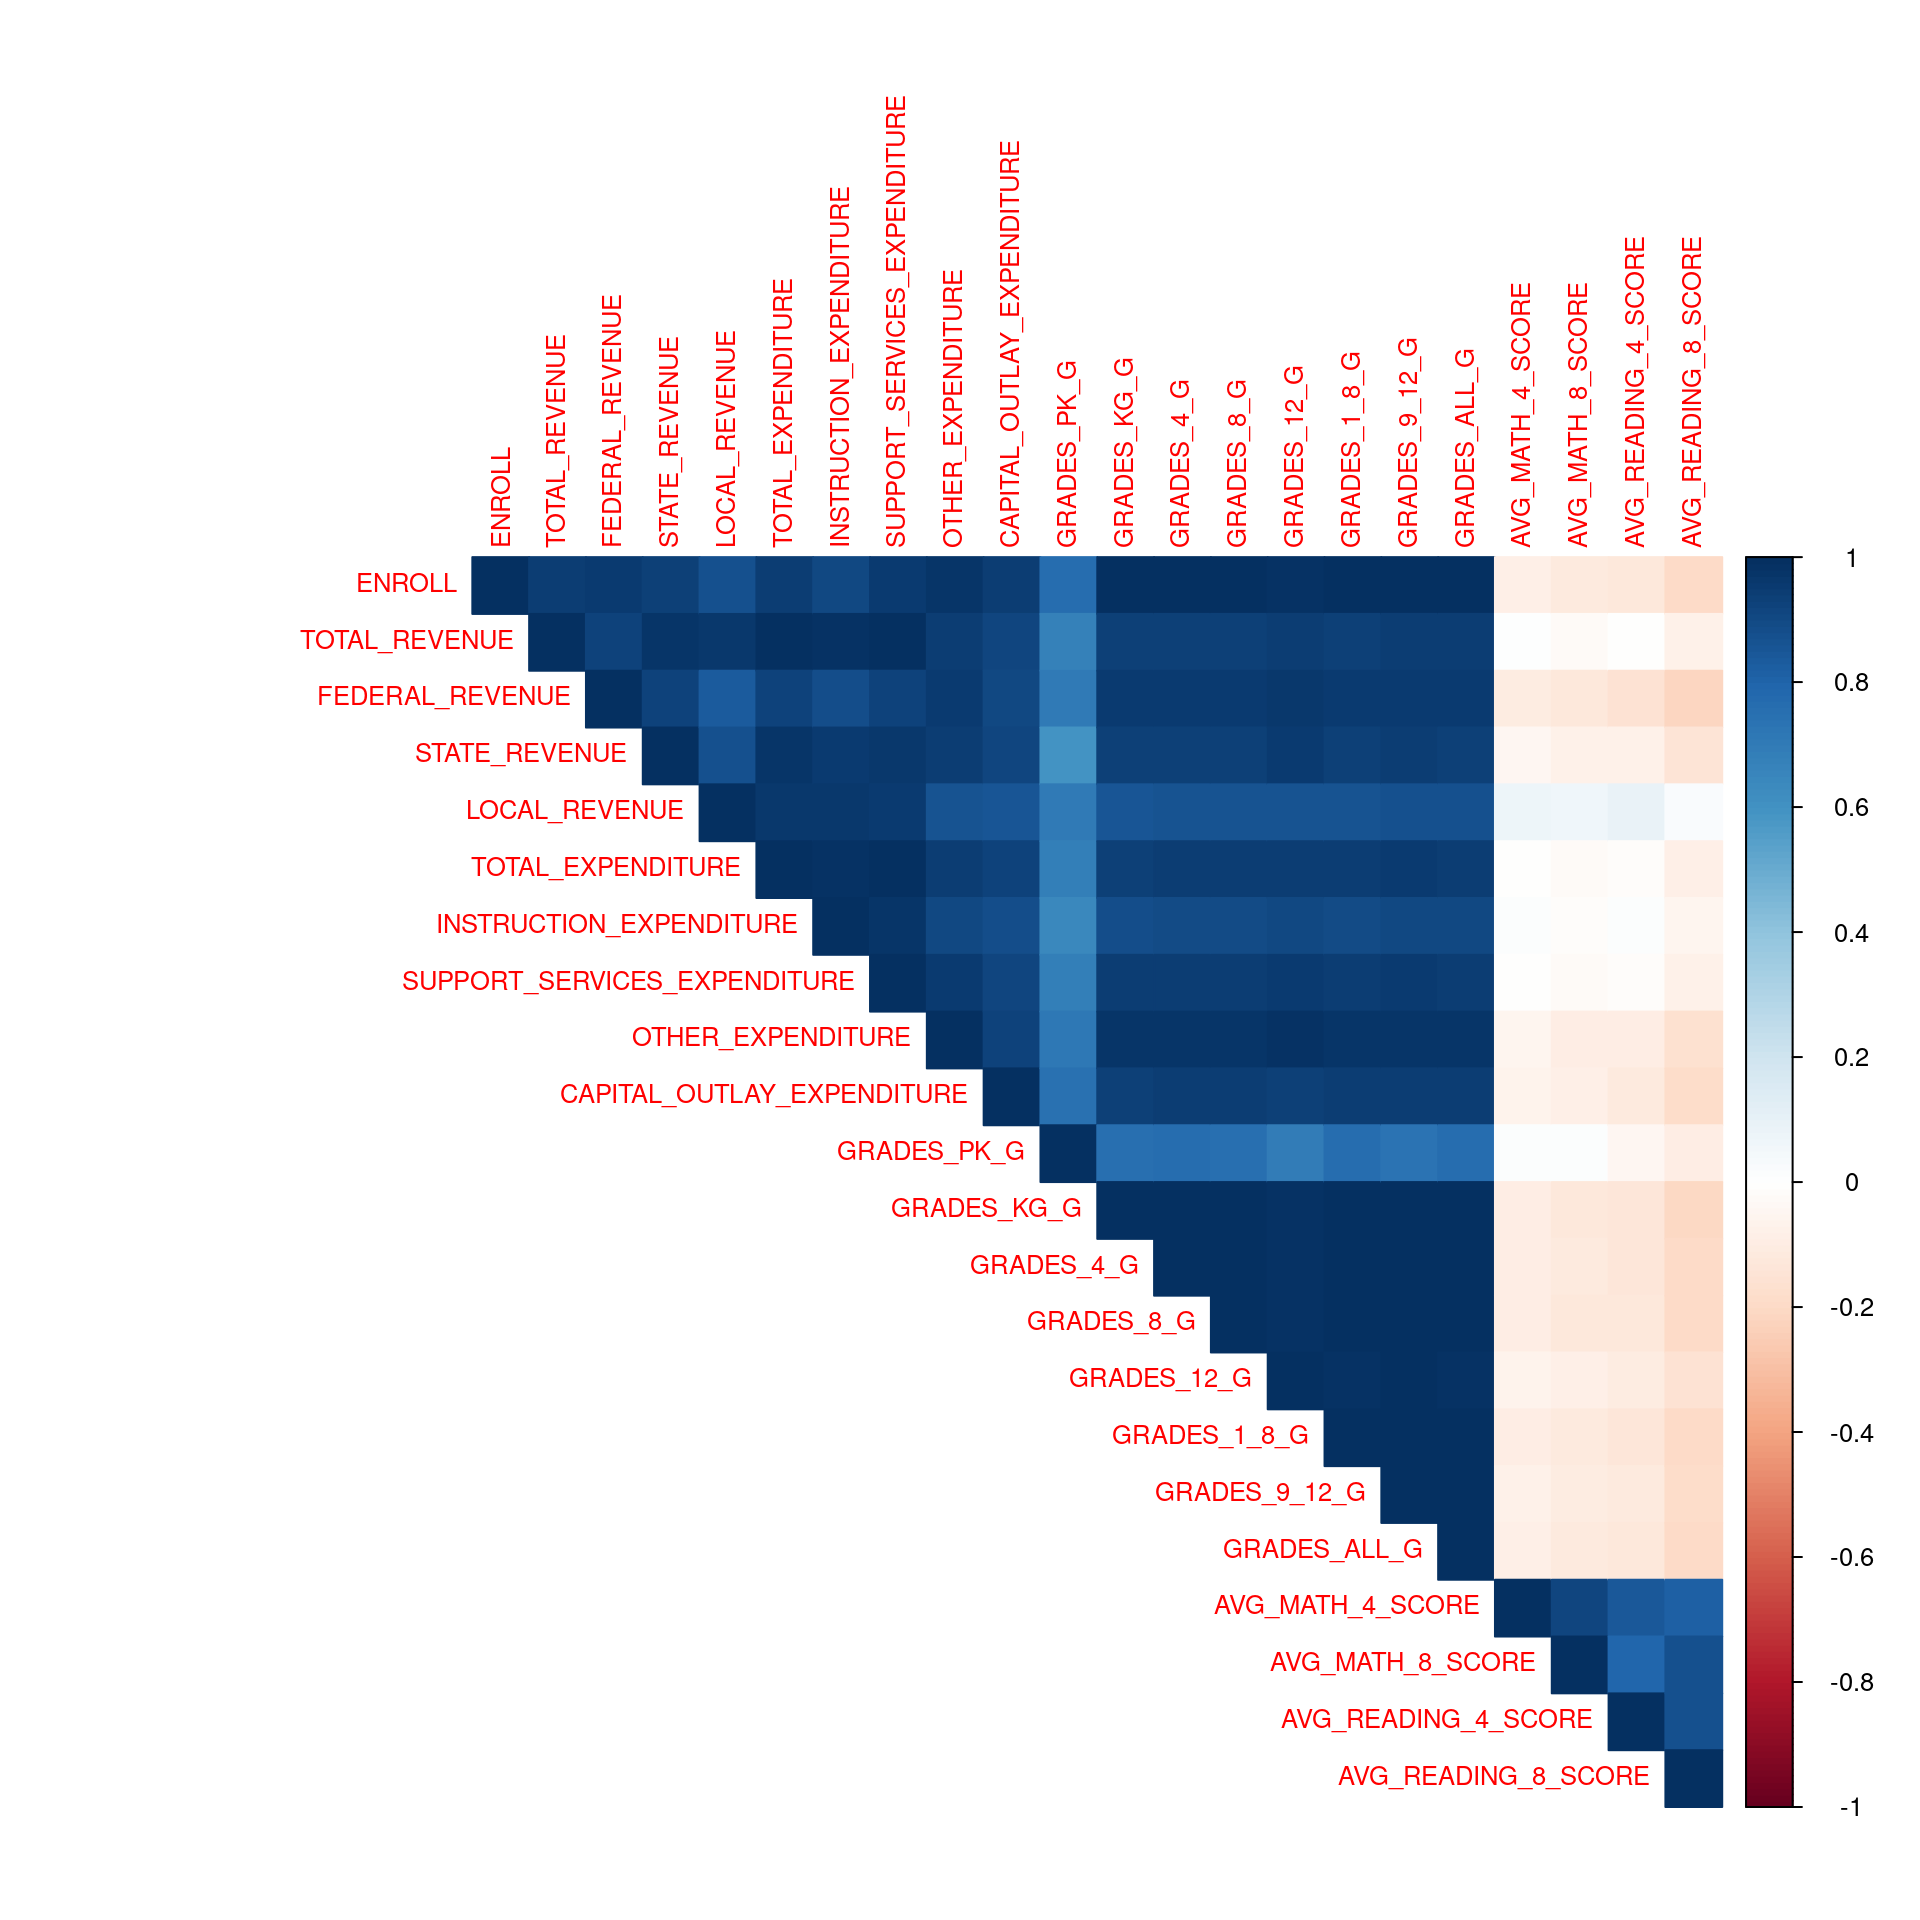 ENROLL
TOTAL_REVENUE
FEDERAL_REVENUE
STATE_REVENUE
LOCAL_REVENUE
TOTAL_EXPENDITURE
INSTRUCTION_EXPENDITURE
SUPPORT_SERVICES_EXPENDITURE
OTHER_EXPENDITURE
CAPITAL_OUTLAY_EXPENDITURE
GRADES_PK_G
GRADES_KG_G
GRADES_4_G
GRADES_8_G
GRADES_12_G
GRADES_1_8_G
GRADES_9_12_G
GRADES_ALL_G
AVG_MATH_4_SCORE
AVG_MATH_8_SCORE
AVG_READING_4_SCORE
AVG_READING_8_SCORE
ENROLL
TOTAL_REVENUE
FEDERAL_REVENUE
STATE_REVENUE
LOCAL_REVENUE
TOTAL_EXPENDITURE
INSTRUCTION_EXPENDITURE
SUPPORT_SERVICES_EXPENDITURE
OTHER_EXPENDITURE
CAPITAL_OUTLAY_EXPENDITURE
GRADES_PK_G
GRADES_KG_G
GRADES_4_G
GRADES_8_G
GRADES_12_G
GRADES_1_8_G
GRADES_9_12_G
GRADES_ALL_G
AVG_MATH_4_SCORE
AVG_MATH_8_SCORE
AVG_READING_4_SCORE
AVG_READING_8_SCORE
1
0.8
0.6
0.4
0.2
0
-0.2
-0.4
-0.6
-0.8
-1